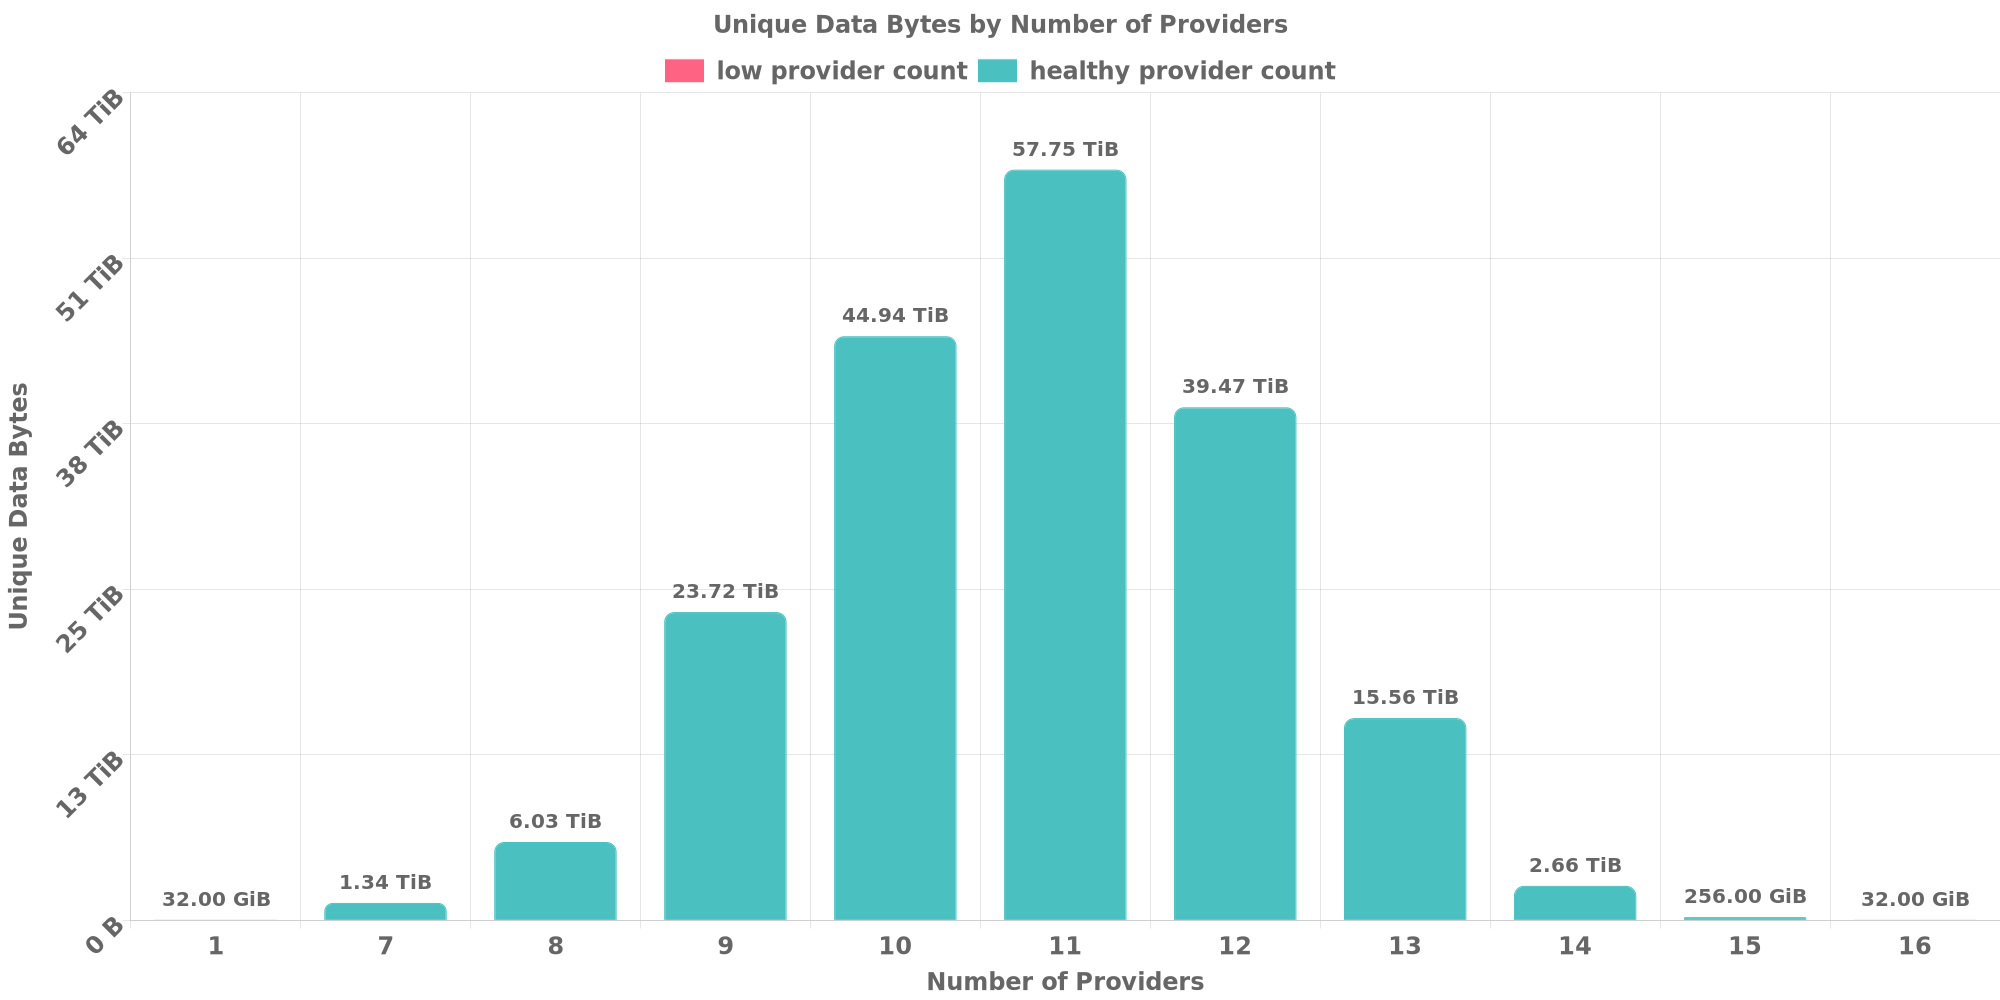 Unique Data Bytes by Number of Providers
low provider count healthy provider count
64 TiB
51 TiB
38 TiB
25 TiB
13 TiB
0 B
Unique Data Bytes
32.00 GiB
1.34 TiB
6.03 TiB
23.72 TiB
44.94 TiB
57.75 TiB
39.47 TiB
15.56 TiB
2.66 TiB
256.00 GiB
32.00 GiB
1 7 8 9 10 11 12 13 14 15 16
Number of Providers